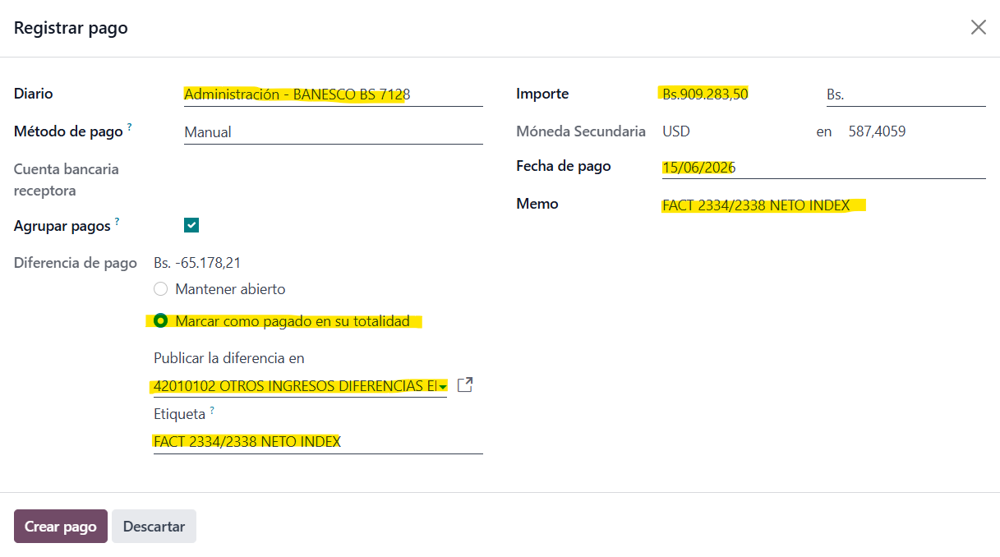 Registrar pago
Diario
Administración - BANESCO BS 7128
Importe
Bs.909.283,50
Bs.
Método de pago ?
Manual
Móneda Secundaria
USD
en
587,4059
Cuenta bancaria
receptora
Fecha de pago
15/06/2026
Memo
FACT 2334/2338 NETO INDEX
Agrupar pagos ?
Diferencia de pago
Bs. -65.178,21
Mantener abierto
Marcar como pagado en su totalidad
Publicar la diferencia en
42010102 OTROS INGRESOS DIFERENCIAS
Etiqueta ?
FACT 2334/2338 NETO INDEX
Crear pago
Descartar